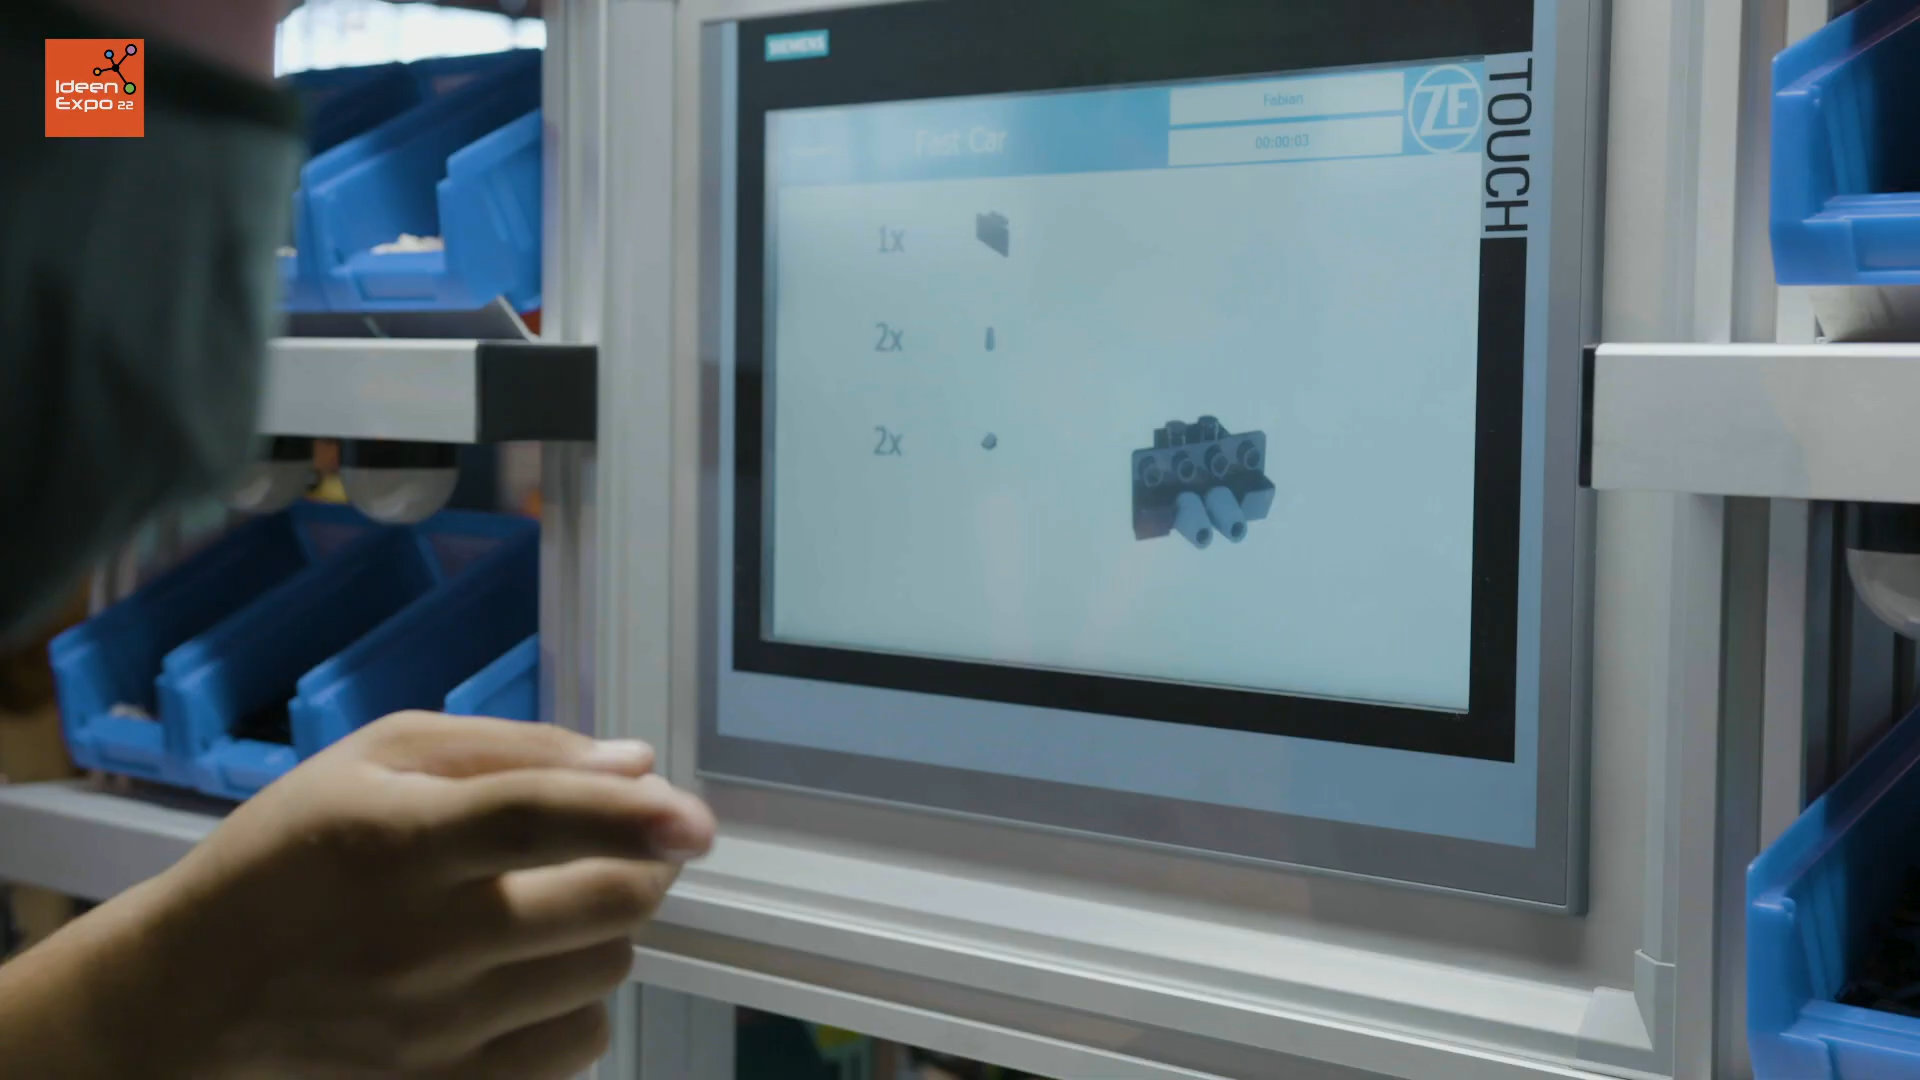 Ideen
Expo 22
SIEMENS
Fast Car
Fabian
00:00:03
ZF
TOUCH
1x
2x
2x